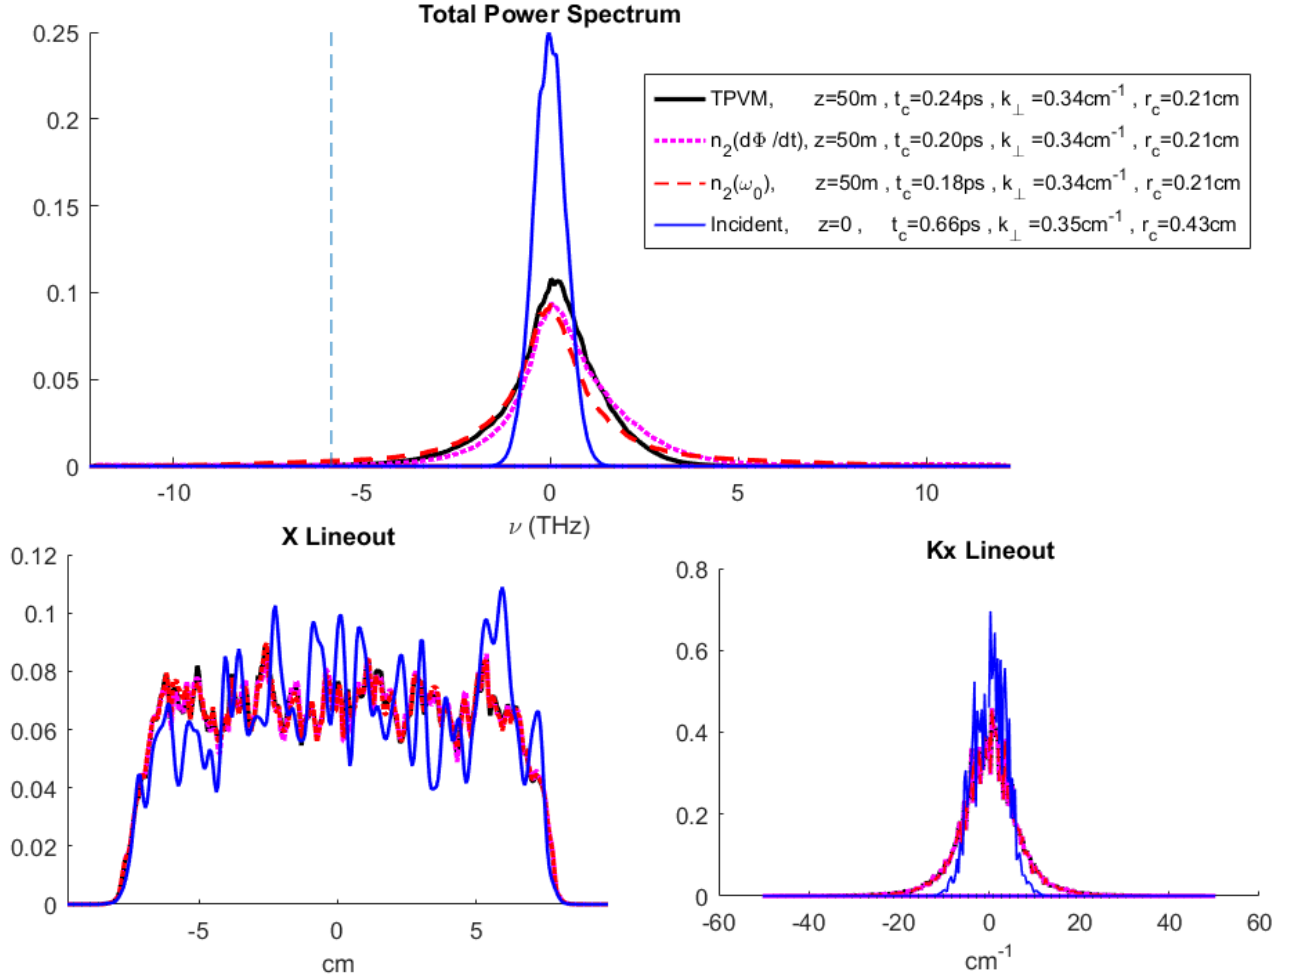 Total Power Spectrum
0.25
0.2
0.15
0.1
0.05
0
-10 -5 0 5 10
ν (THz)
TPVM, z=50m , t_c=0.24ps , k_⊥ =0.34cm^-1 , r_c=0.21cm
n_2(dΦ /dt), z=50m , t_c=0.20ps , k_⊥ =0.34cm^-1 , r_c=0.21cm
n_2(ω_0), z=50m , t_c=0.18ps , k_⊥ =0.34cm^-1 , r_c=0.21cm
Incident, z=0 , t_c=0.66ps , k_⊥ =0.35cm^-1 , r_c=0.43cm
X Lineout
0.12
0.1
0.08
0.06
0.04
0.02
0
-5 0 5
cm
Kx Lineout
0.8
0.6
0.4
0.2
0
-60 -40 -20 0 20 40 60
cm^-1